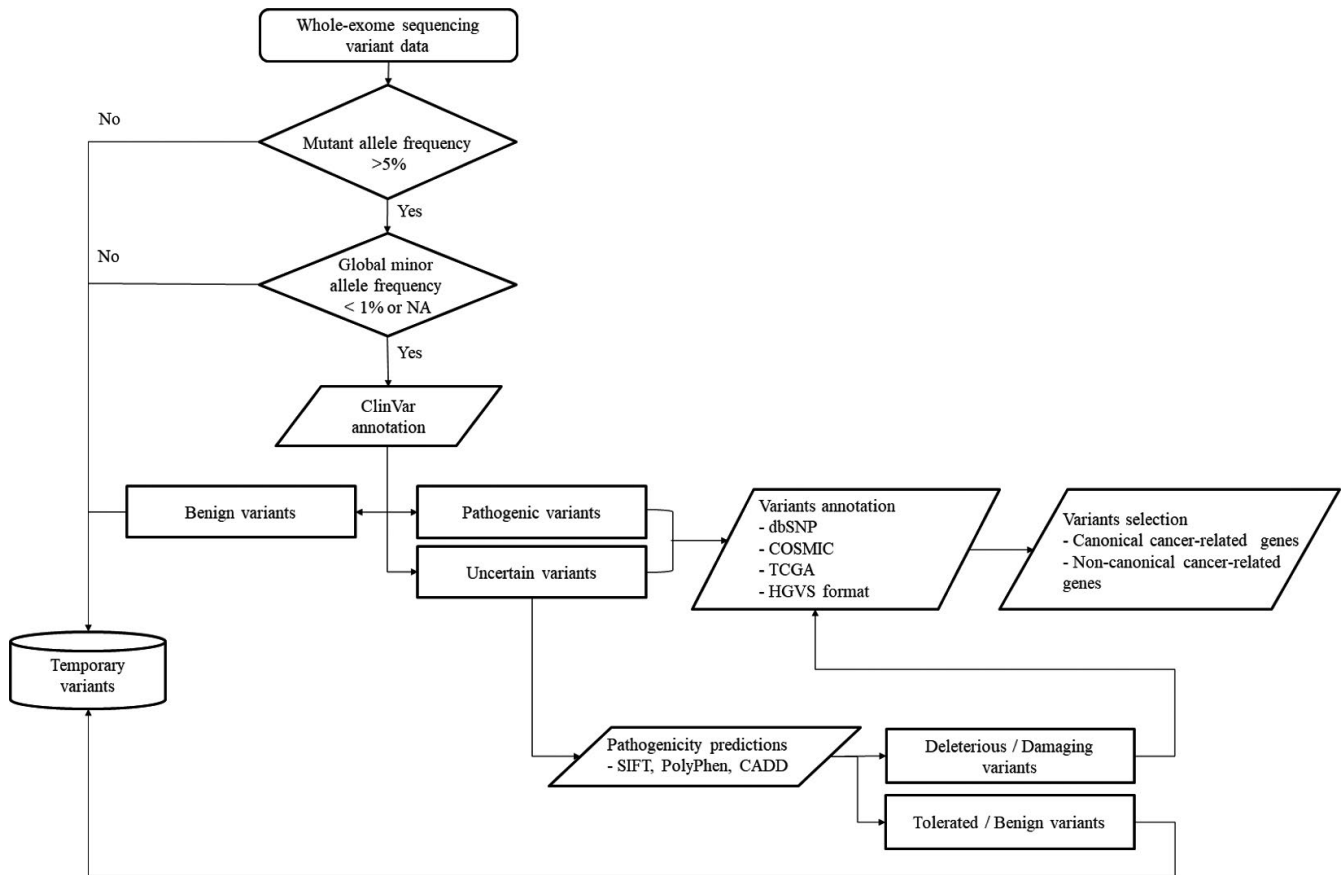 Whole-exome sequencing
variant data
No
Mutant allele frequency
>5%
Yes
No
Global minor
allele frequency
< 1% or NA
Yes
ClinVar
annotation
Benign variants
Pathogenic variants
Uncertain variants
Variants annotation
- dbSNP
- COSMIC
- TCGA
- HGVS format
Variants selection
- Canonical cancer-related genes
- Non-canonical cancer-related
genes
Temporary
variants
Pathogenicity predictions
- SIFT, PolyPhen, CADD
Deleterious / Damaging
variants
Tolerated / Benign variants